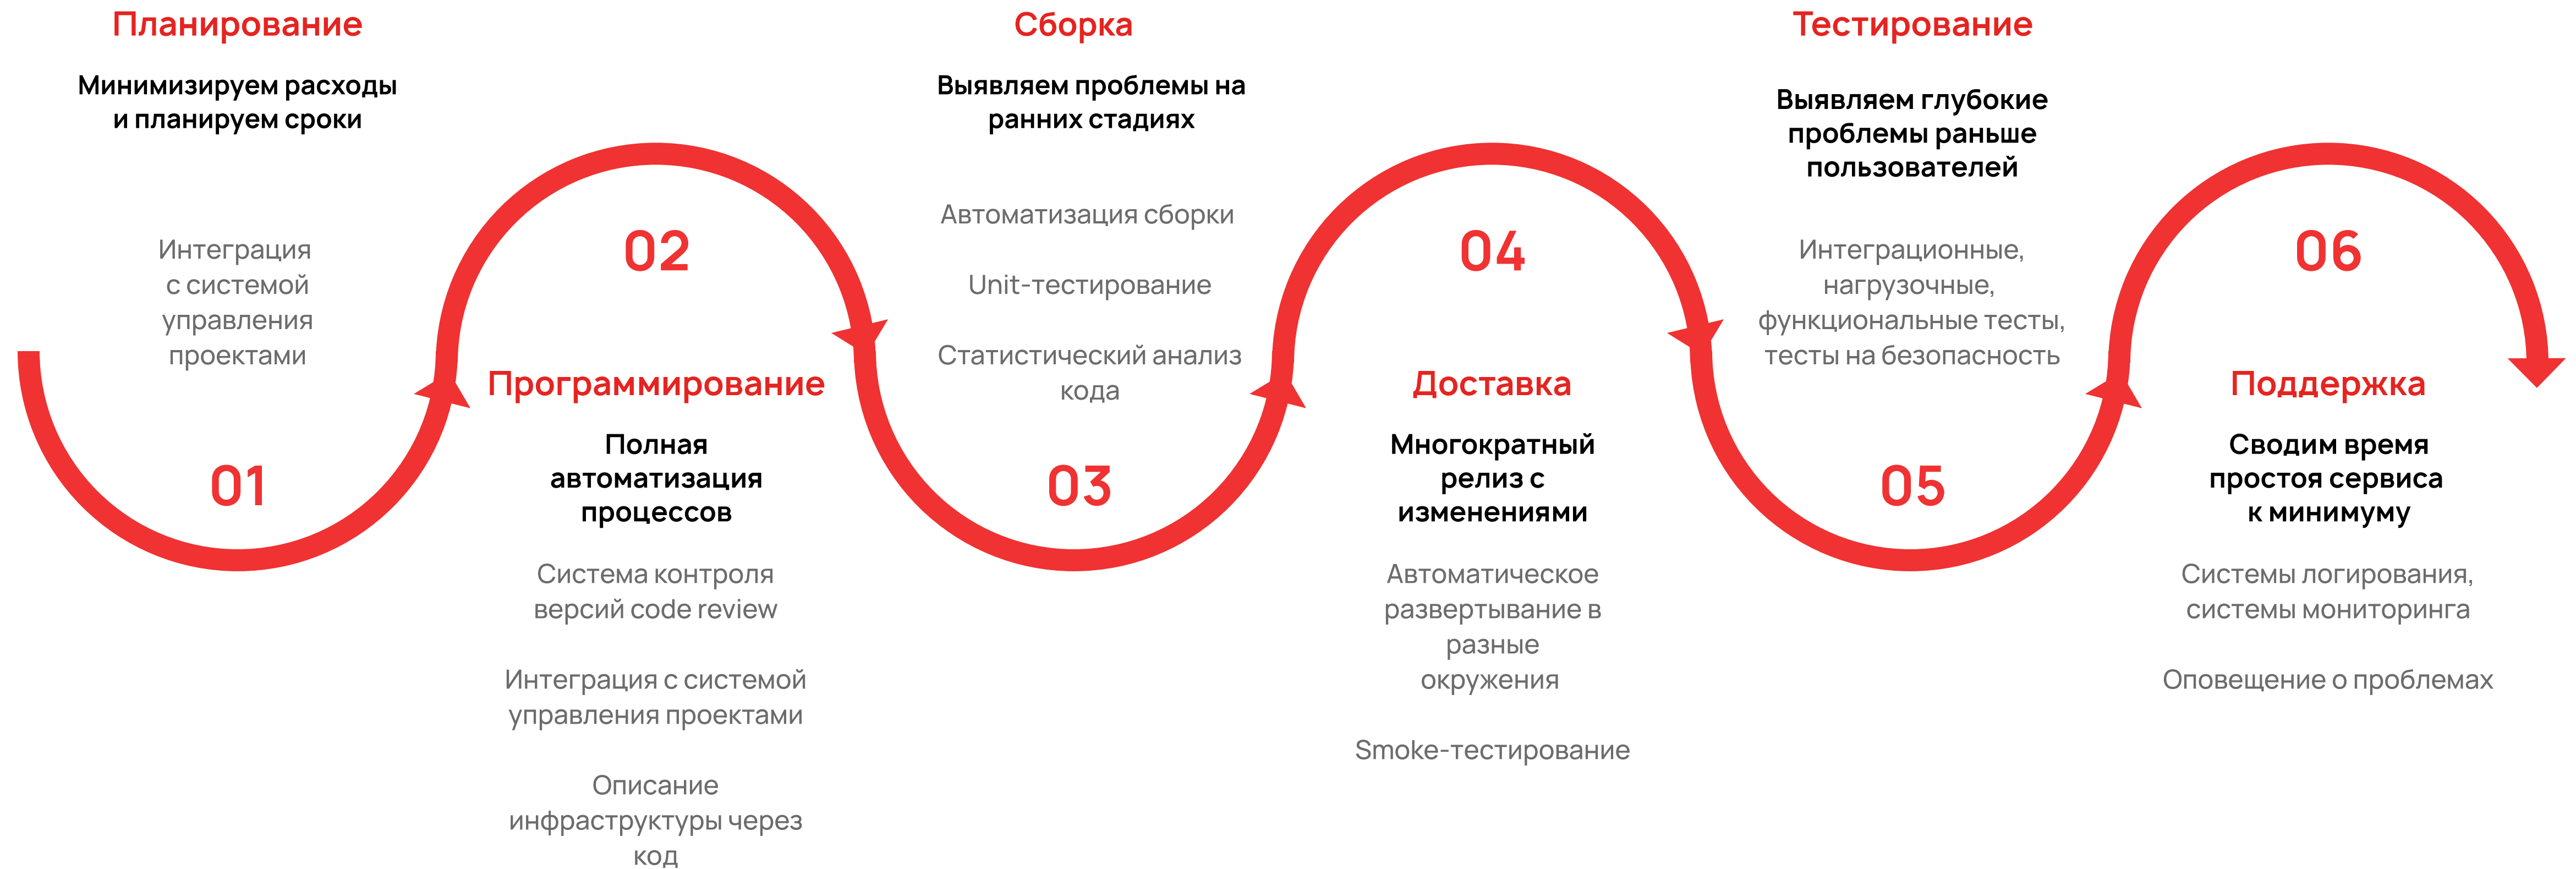 Планирование
Минимизируем расходы
и планируем сроки
Интеграция
с системой
управления
проектами
01
02
Программирование
Полная
автоматизация
процессов
Система контроля
версий code review
Интеграция с системой
управления проектами
Описание
инфраструктуры через
код
Сборка
Выявляем проблемы на
ранних стадиях
Автоматизация сборки
Unit-тестирование
Статистический анализ
кода
03
04
Доставка
Многократный
релиз с
изменениями
Автоматическое
развертывание в
разные
окружения
Smoke-тестирование
Тестирование
Выявляем глубокие
проблемы раньше
пользователей
Интеграционные,
нагрузочные,
функциональные тесты,
тесты на безопасность
05
06
Поддержка
Сводим время
простоя сервиса
к минимуму
Системы логирования,
системы мониторинга
Оповещение о проблемах